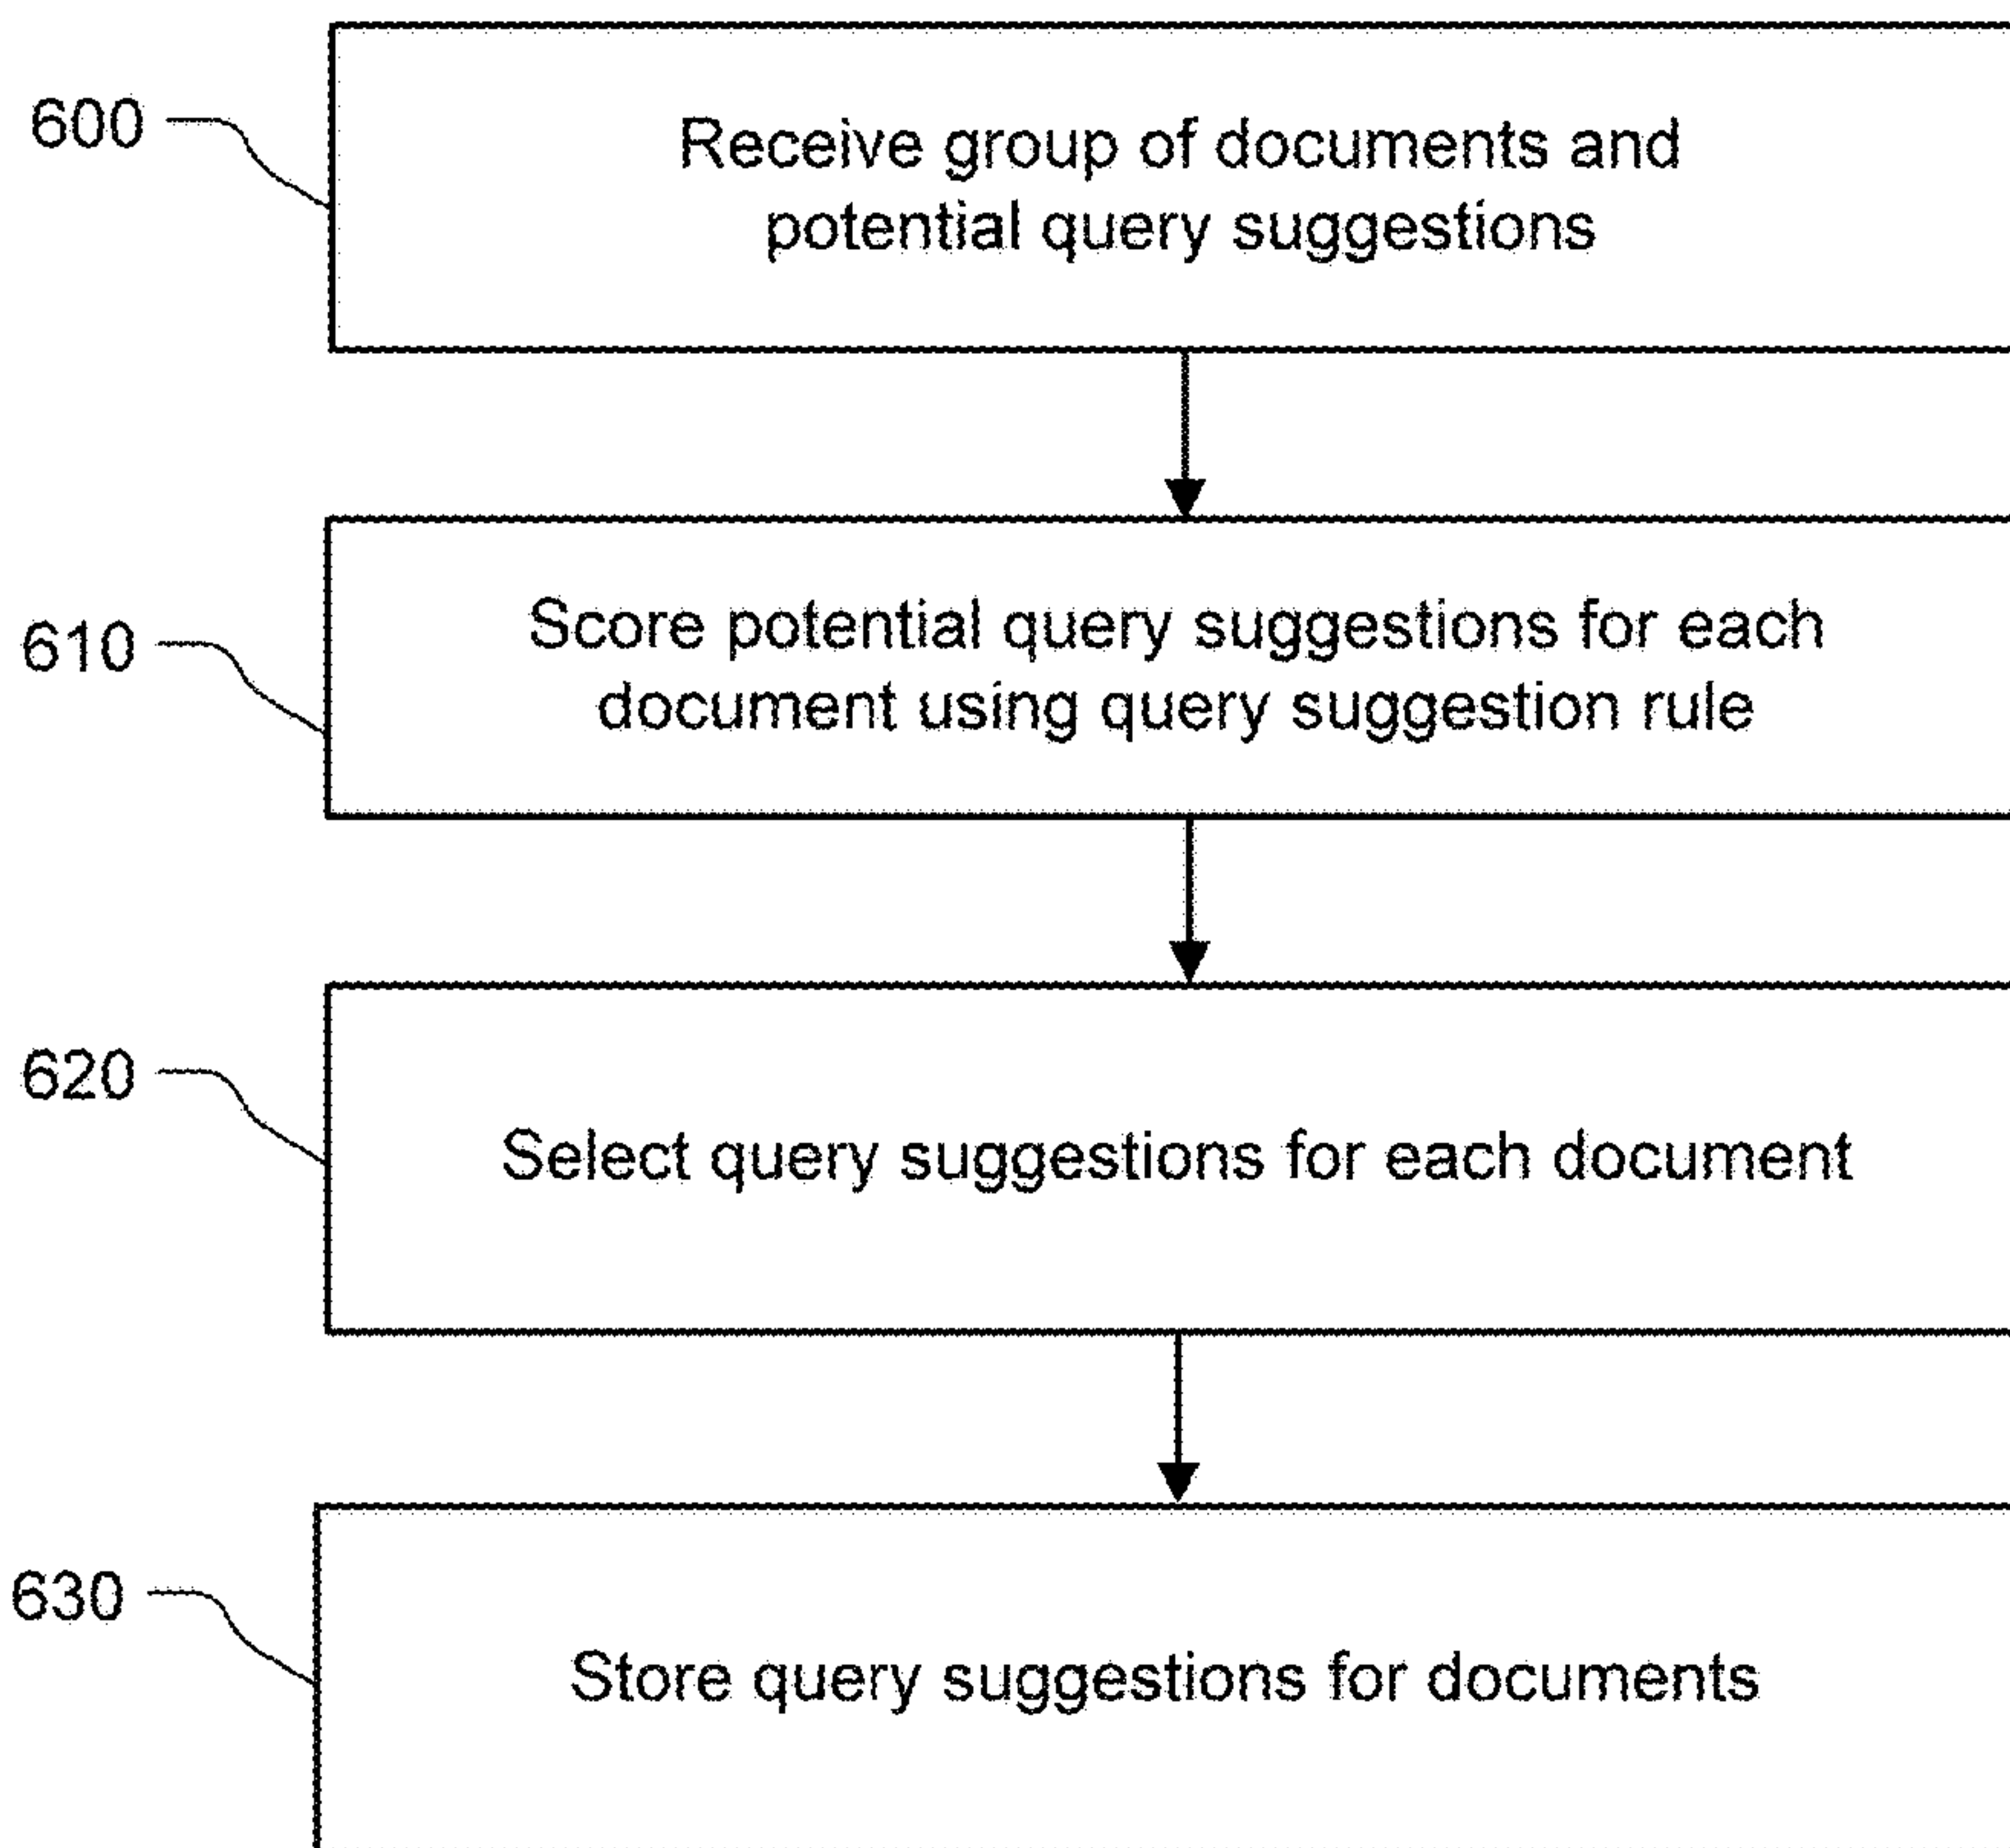 600
Receive group of documents and
potential query suggestions
610
Score potential query suggestions for each
document using query suggestion rule
620
Select query suggestions for each document
630
Store query suggestions for documents